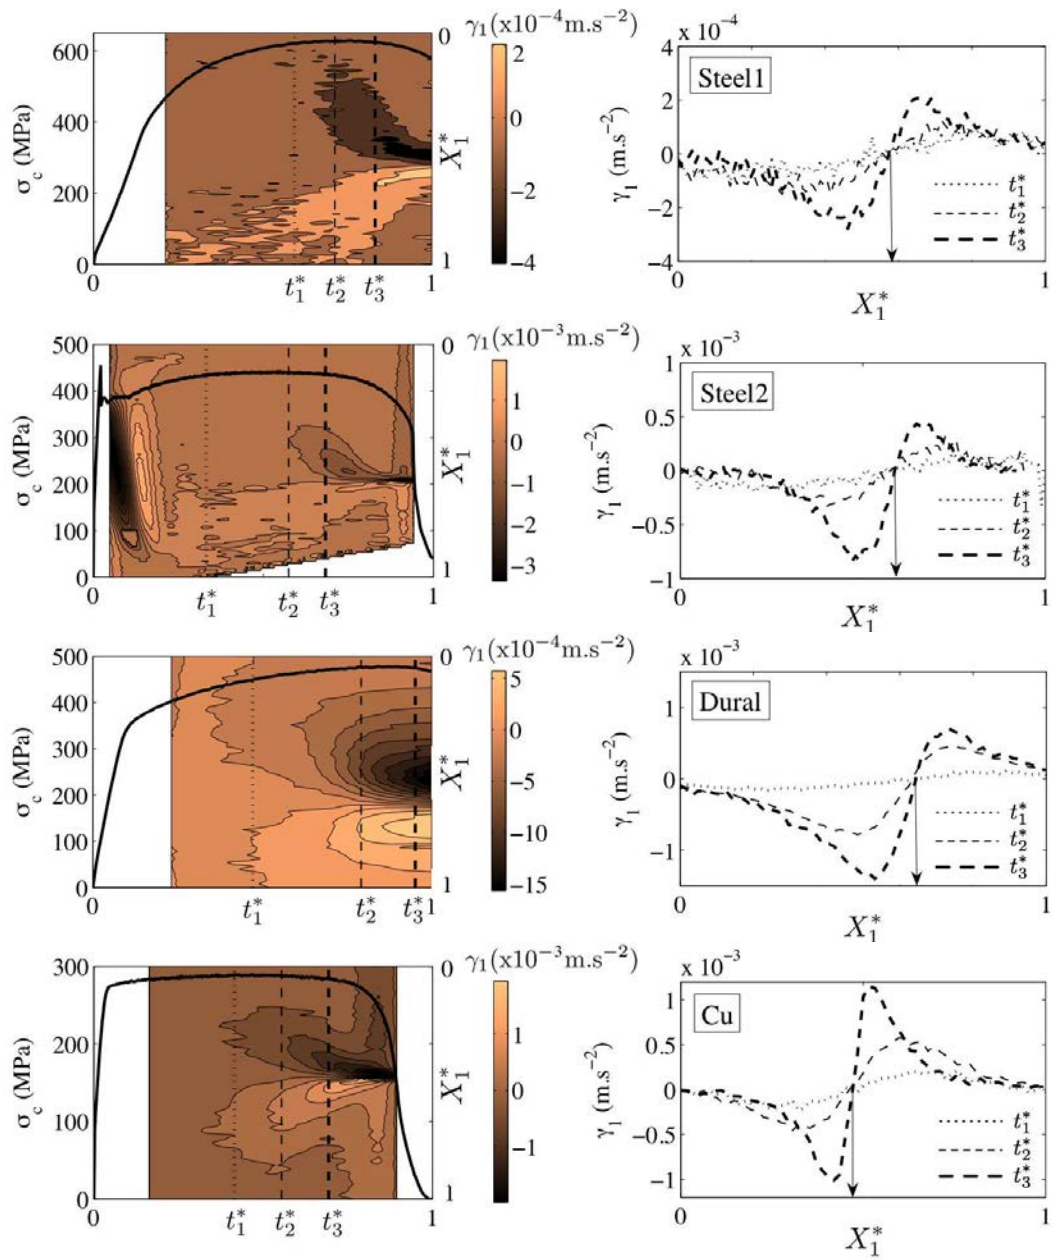 γ₁(x10⁻⁴m.s⁻²)
600
400
200
0
σc (MPa)
0
X₁*
1
2
0
−2
−4
0 t₁* t₂* t₃* 1
x 10⁻⁴
4
2
0
−2
−4
γ₁ (m.s⁻²)
Steel1
t₁*
t₂*
t₃*
0 1
X₁*
γ₁(x10⁻³m.s⁻²)
500
400
300
200
100
0
σc (MPa)
0
X₁*
1
1
0
−1
−2
−3
0 t₁* t₂* t₃* 1
x 10⁻³
1
0.5
0
−0.5
−1
γ₁ (m.s⁻²)
Steel2
t₁*
t₂*
t₃*
0 1
X₁*
γ₁(x10⁻⁴m.s⁻²)
500
400
300
200
100
0
σc (MPa)
0
X₁*
1
5
0
−5
−10
−15
0 t₁* t₂* t₃* 1
x 10⁻³
1
0
−1
γ₁ (m.s⁻²)
Dural
t₁*
t₂*
t₃*
0 1
X₁*
γ₁(x10⁻³m.s⁻²)
300
200
100
0
σc (MPa)
0
X₁*
1
1
0
−1
0 t₁* t₂* t₃* 1
x 10⁻³
1
0.5
0
−0.5
−1
γ₁ (m.s⁻²)
Cu
t₁*
t₂*
t₃*
0 1
X₁*